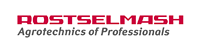 ROSTSELMASH
Agrotechnics of Professionals